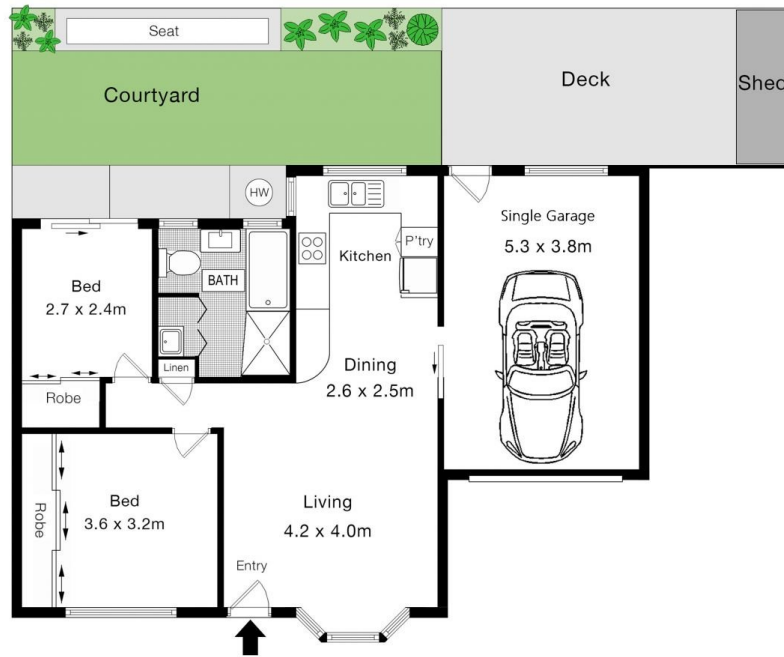 Seat
Courtyard
Deck
Shed
HW
Kitchen
P'try
Single Garage
5.3 x 3.8m
BATH
Bed
2.7 x 2.4m
Linen
Robe
Dining
2.6 x 2.5m
Robe
Bed
3.6 x 3.2m
Living
4.2 x 4.0m
Entry